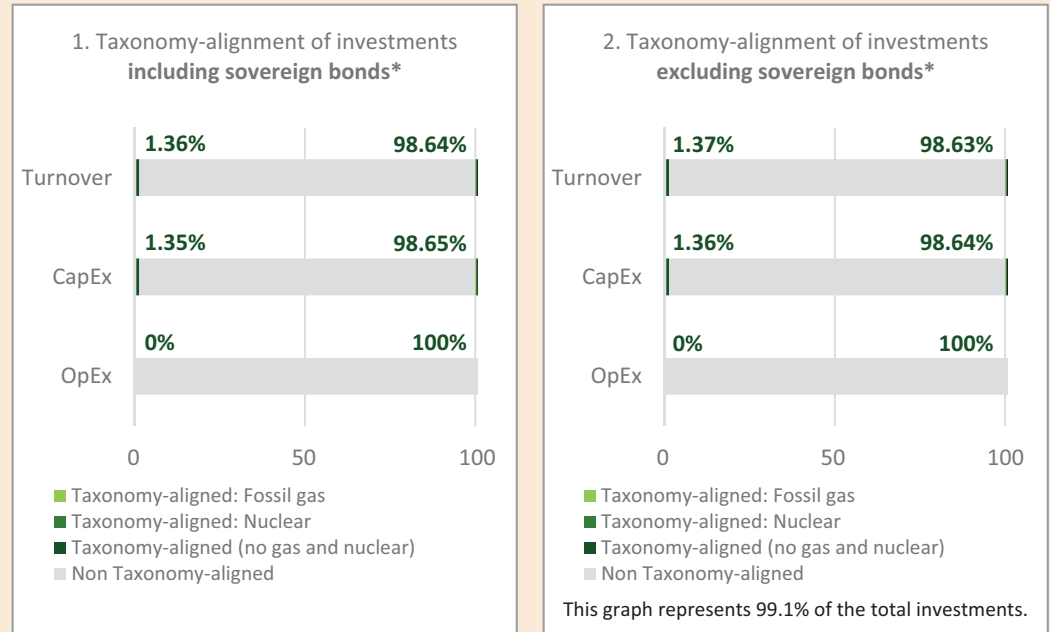 1. Taxonomy-alignment of investments
including sovereign bonds*
1.36% 98.64%
Turnover
1.35% 98.65%
CapEx
0% 100%
OpEx
0 50 100
Taxonomy-aligned: Fossil gas
Taxonomy-aligned: Nuclear
Taxonomy-aligned (no gas and nuclear)
Non Taxonomy-aligned
2. Taxonomy-alignment of investments
excluding sovereign bonds*
1.37% 98.63%
Turnover
1.36% 98.64%
CapEx
0% 100%
OpEx
0 50 100
Taxonomy-aligned: Fossil gas
Taxonomy-aligned: Nuclear
Taxonomy-aligned (no gas and nuclear)
Non Taxonomy-aligned
This graph represents 99.1% of the total investments.